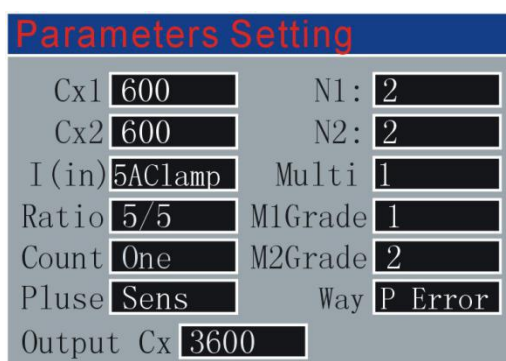 Parameters Setting
Cx1 600 N1: 2
Cx2 600 N2: 2
I(in) 5AClamp Multi 1
Ratio 5/5 M1Grade 1
Count One M2Grade 2
Pluse Sens Way P Error
Output Cx 3600